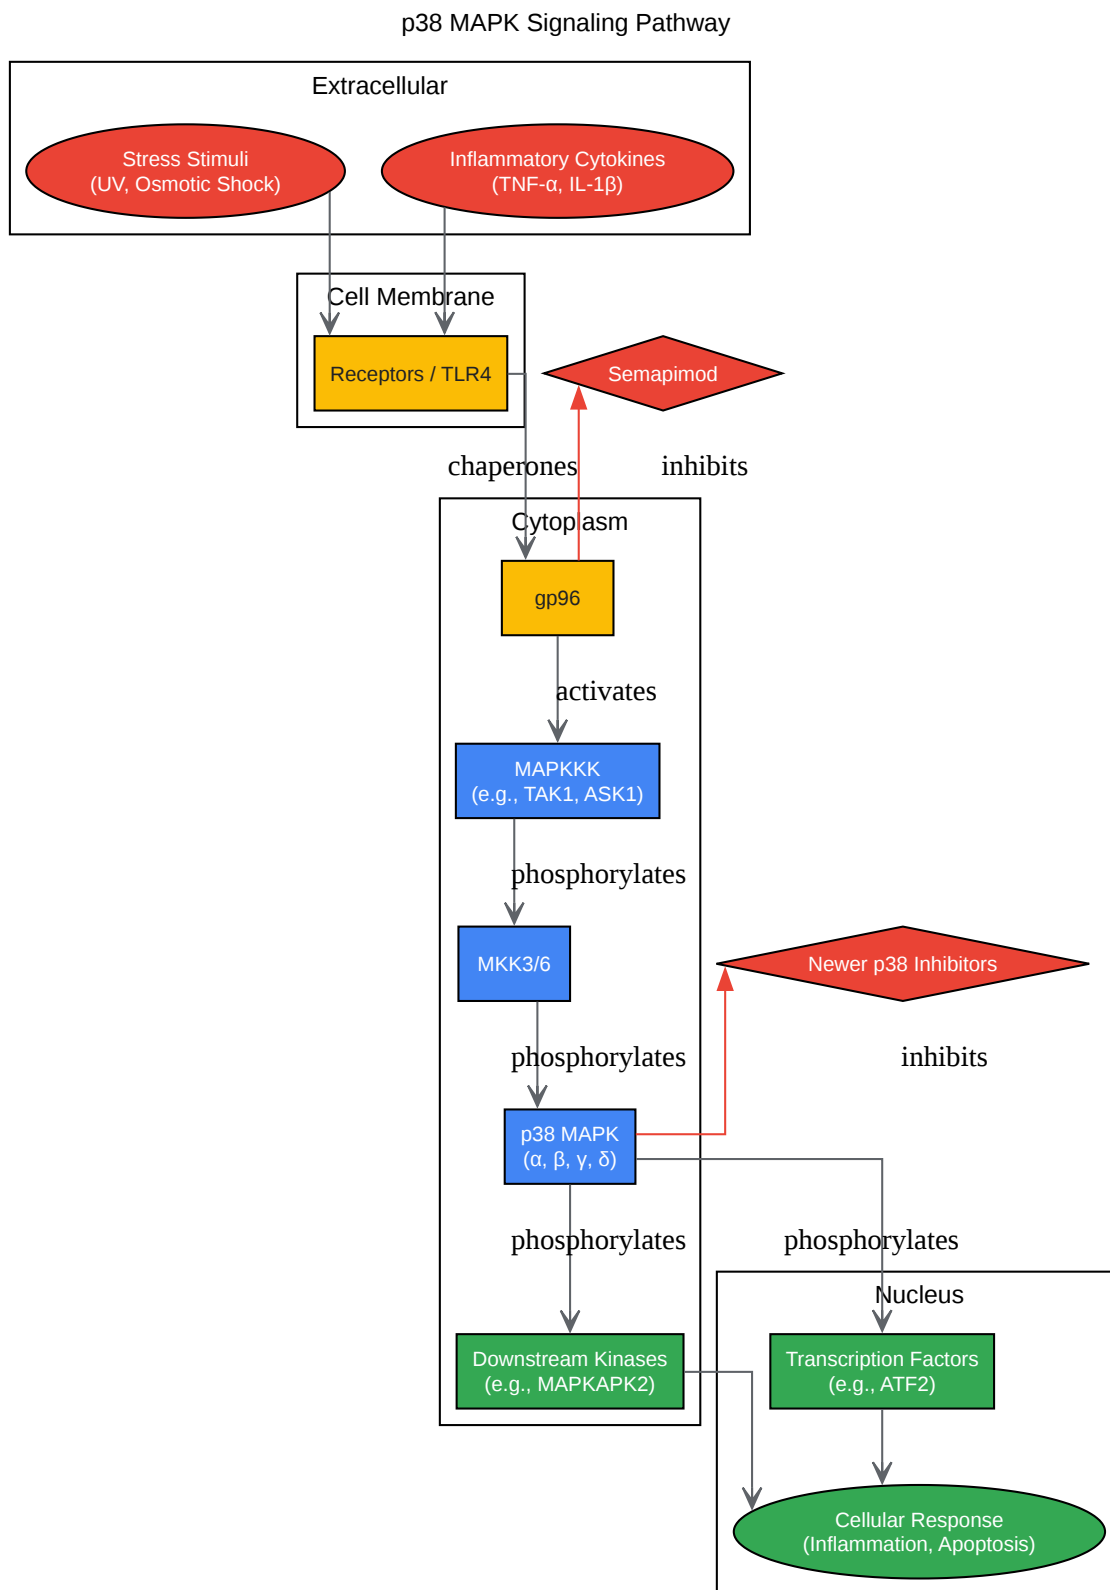 p38 MAPK Signaling Pathway
Extracellular
Stress Stimuli
(UV, Osmotic Shock)
Inflammatory Cytokines
(TNF-α, IL-1β)
Cell Membrane
Receptors / TLR4
Semapimod
chaperones
inhibits
Cytoplasm
gp96
activates
MAPKKK
(e.g., TAK1, ASK1)
phosphorylates
MKK3/6
Newer p38 Inhibitors
phosphorylates
inhibits
p38 MAPK
(α, β, γ, δ)
phosphorylates
phosphorylates
Nucleus
Downstream Kinases
(e.g., MAPKAPK2)
Transcription Factors
(e.g., ATF2)
Cellular Response
(Inflammation, Apoptosis)